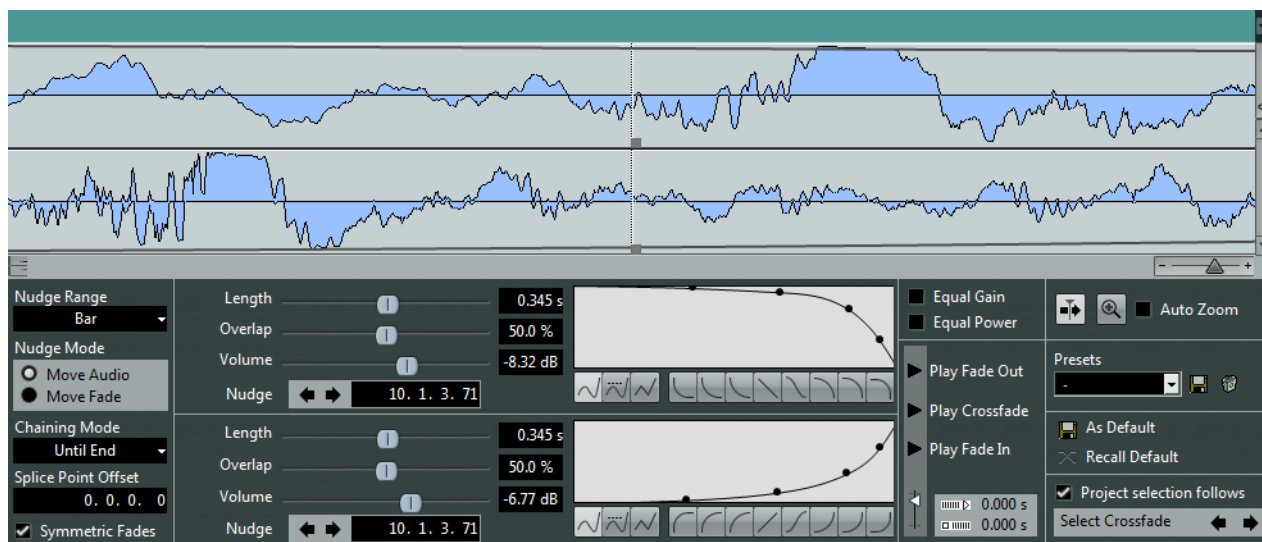 Nudge Range
Bar
Nudge Mode
Move Audio
Move Fade
Chaining Mode
Until End
Splice Point Offset
0. 0. 0. 0
Symmetric Fades
Length 0.345 s
Overlap 50.0 %
Volume -8.32 dB
Nudge 10. 1. 3. 71
Length 0.345 s
Overlap 50.0 %
Volume -6.77 dB
Nudge 10. 1. 3. 71
Equal Gain
Equal Power
Play Fade Out
Play Crossfade
Play Fade In
0.000 s
0.000 s
- +
Auto Zoom
Presets
-
As Default
Recall Default
Project selection follows
Select Crossfade